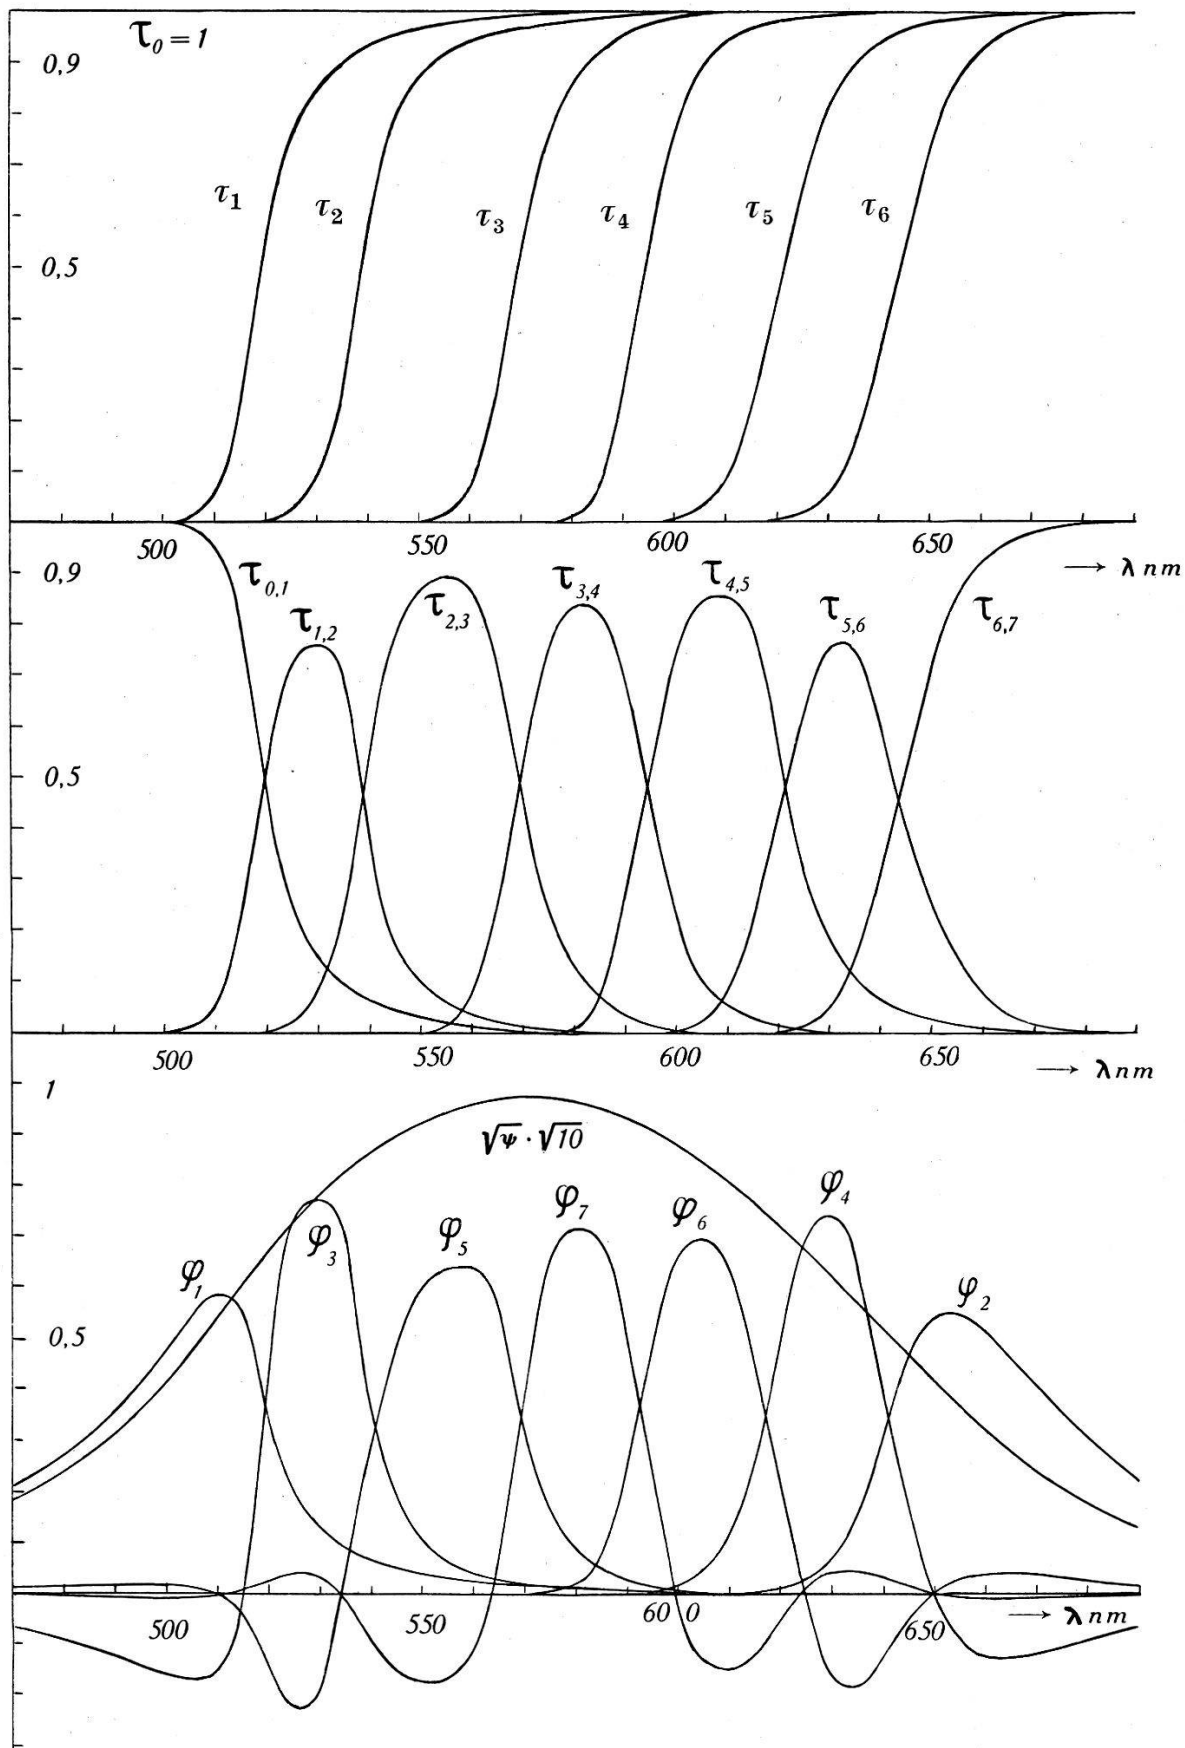 τ₀ = 1
0,9
τ₁ τ₂ τ₃ τ₄ τ₅ τ₆
0,5
500 550 600 650
→ λ nm
0,9
τ₀,₁ τ₁,₂ τ₂,₃ τ₃,₄ τ₄,₅ τ₅,₆ τ₆,₇
0,5
500 550 600 650
→ λ nm
1
√ψ · √10
φ₁ φ₃ φ₅ φ₇ φ₆ φ₄ φ₂
0,5
500 550 600 650
→ λ nm